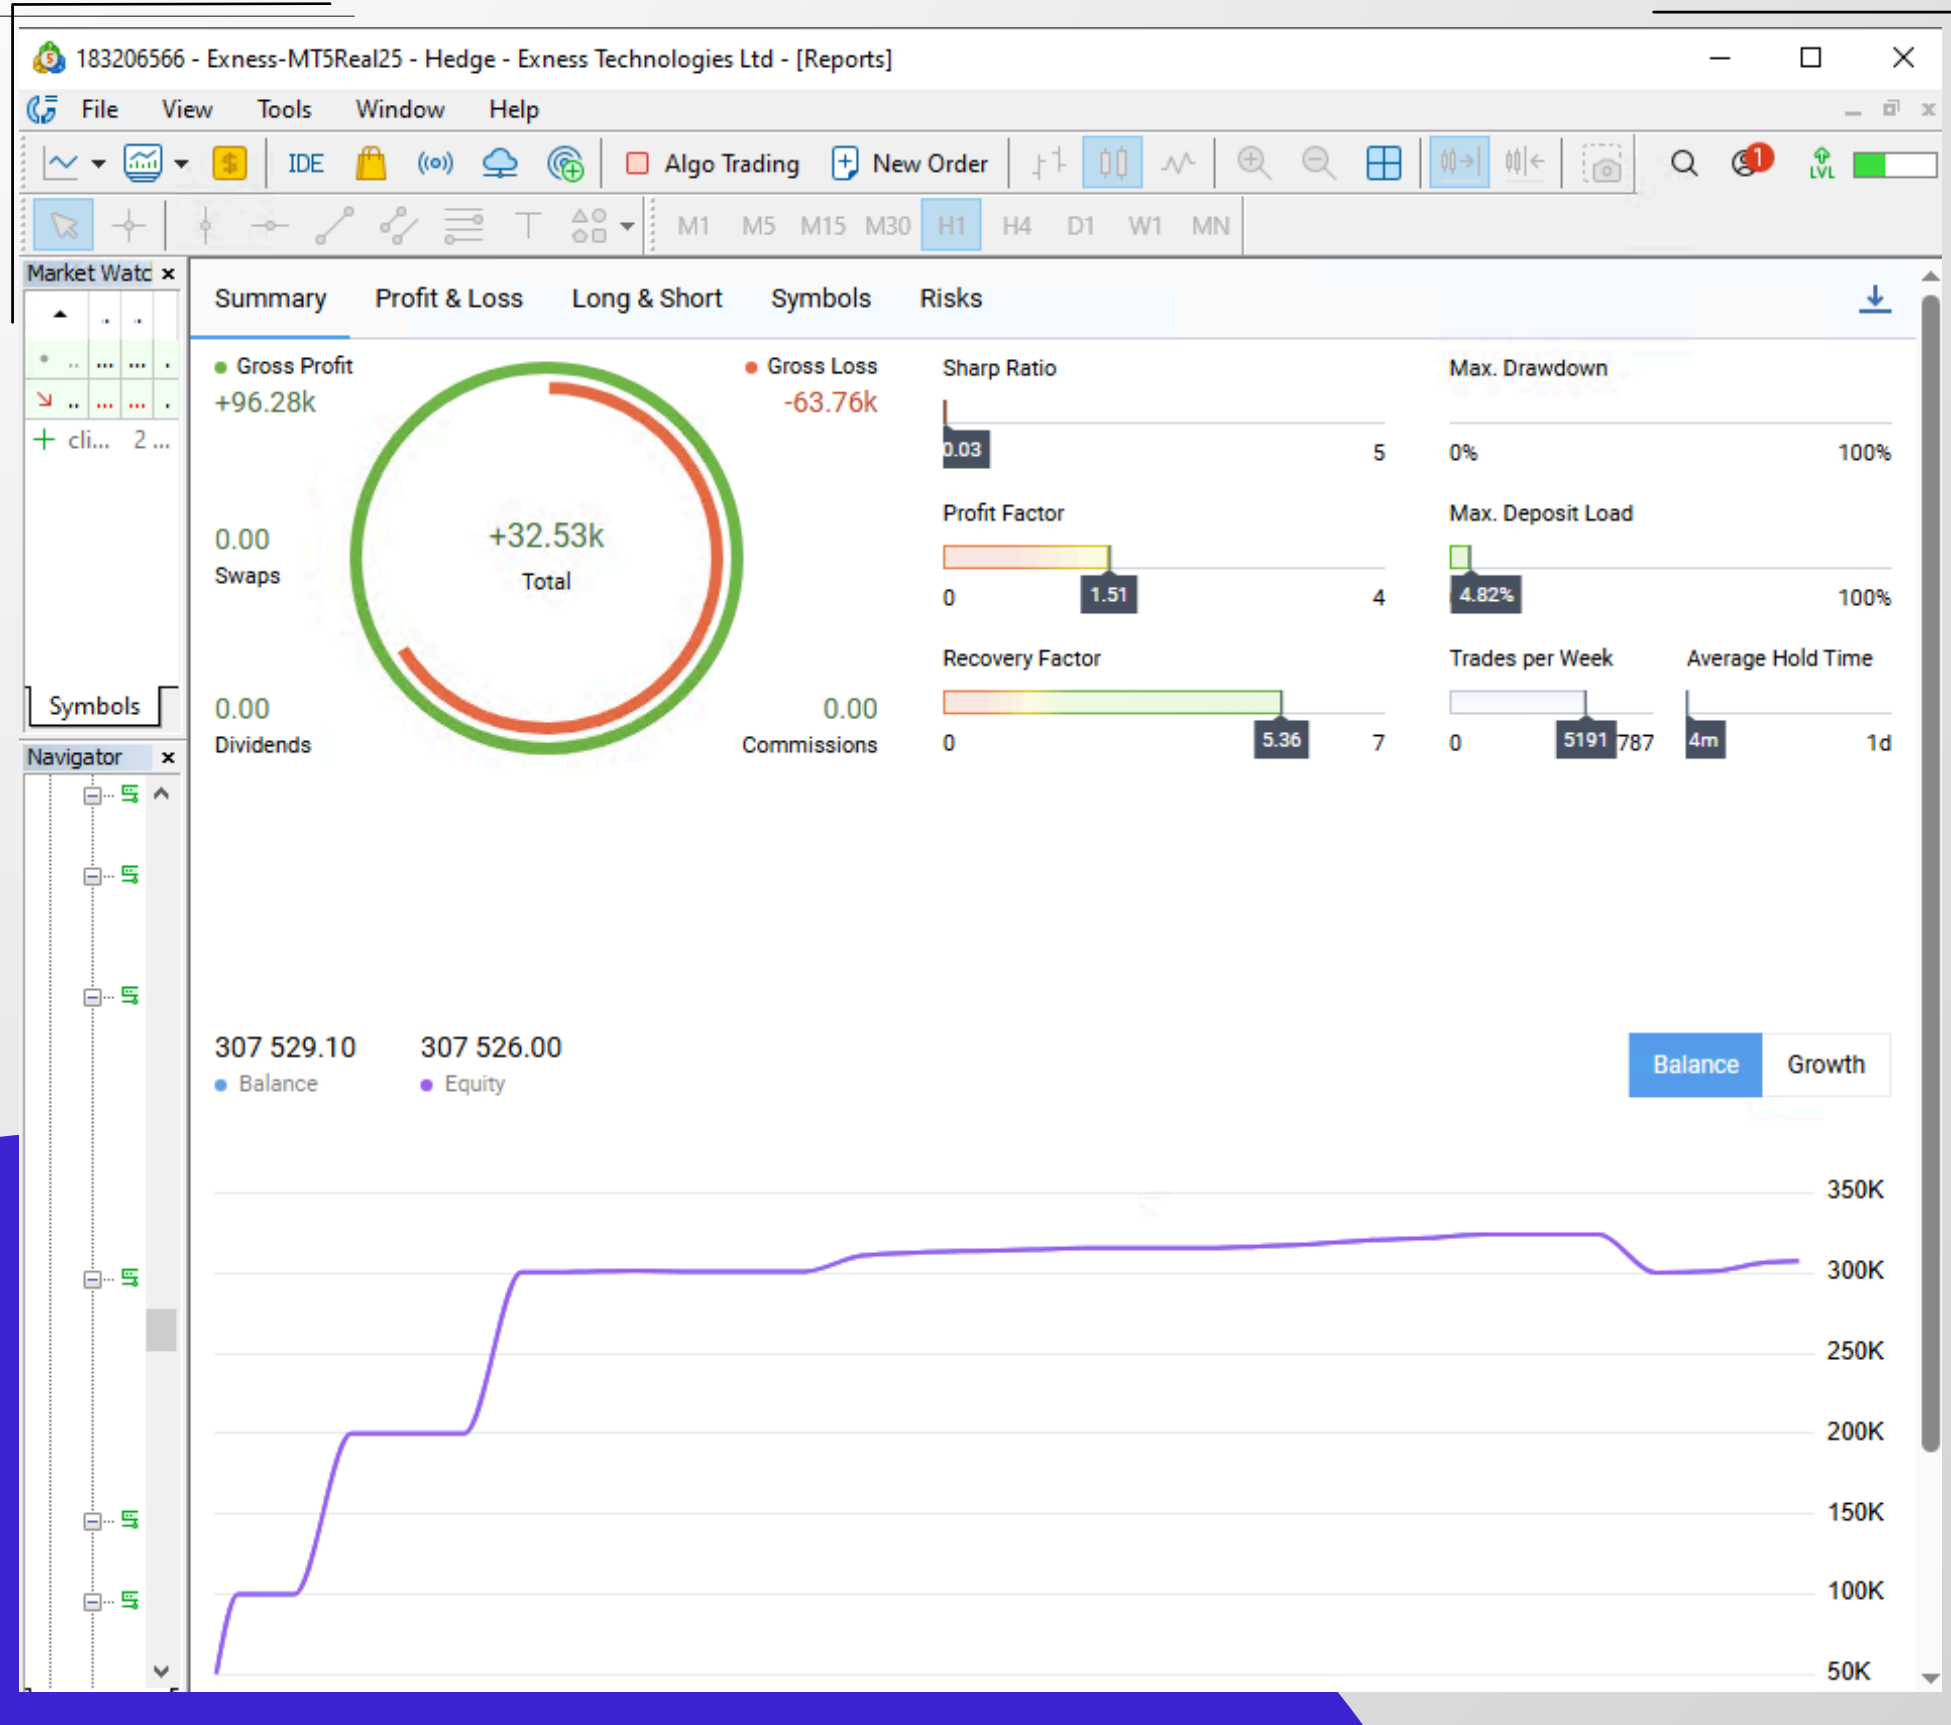 183206566 - Exness-MT5Real25 - Hedge - Exness Technologies Ltd - [Reports]
File View Tools Window Help
IDE Algo Trading New Order 1 LVL
T M1 M5 M15 M30 H1 H4 D1 W1 MN
Market Watc
Summary Profit & Loss Long & Short Symbols Risks
Gross Profit Gross Loss Sharp Ratio Max. Drawdown
+96.28k -63.76k
cli... 2 ...
0.03 5 0% 100%
Profit Factor Max. Deposit Load
0.00 +32.53k
Swaps Total
0 1.51 4 4.82% 100%
Recovery Factor Trades per Week Average Hold Time
Symbols
0.00 0.00
Dividends Commissions 0 5.36 7 0 5191 787 4m 1d
Navigator
307 529.10 307 526.00
Balance Equity
Balance Growth
350K
300K
250K
200K
150K
100K
50K